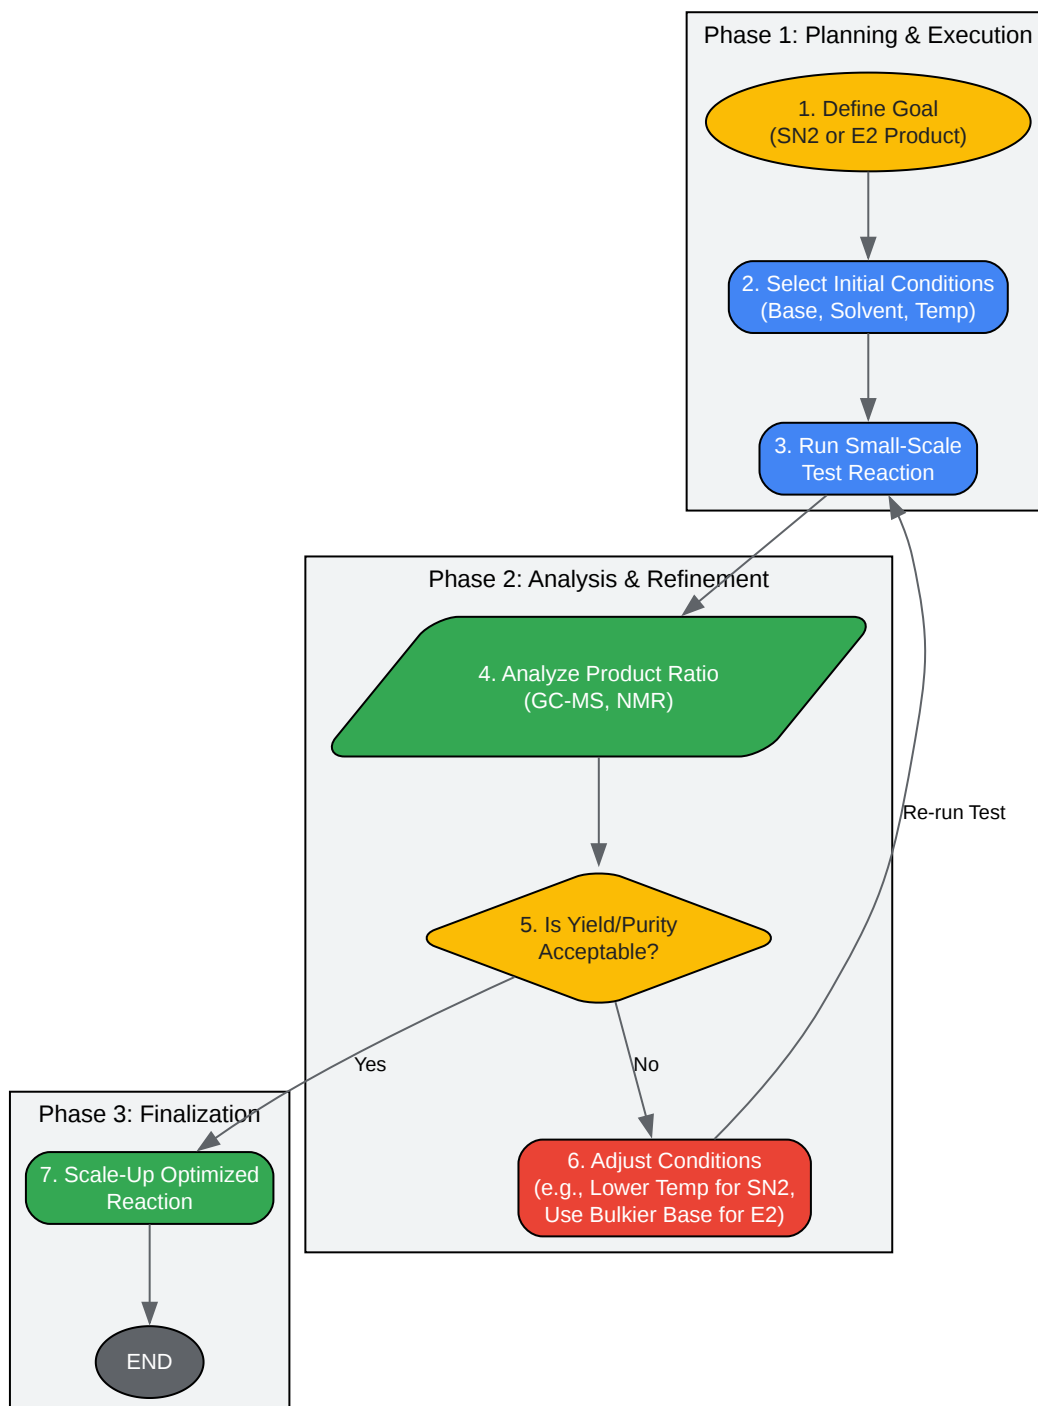 Phase 1: Planning & Execution
1. Define Goal
(SN2 or E2 Product)
2. Select Initial Conditions
(Base, Solvent, Temp)
3. Run Small-Scale
Test Reaction
Phase 2: Analysis & Refinement
4. Analyze Product Ratio
(GC-MS, NMR)
Re-run Test
5. Is Yield/Purity
Acceptable?
Yes
No
6. Adjust Conditions
(e.g., Lower Temp for SN2,
Use Bulkier Base for E2)
Phase 3: Finalization
7. Scale-Up Optimized
Reaction
END